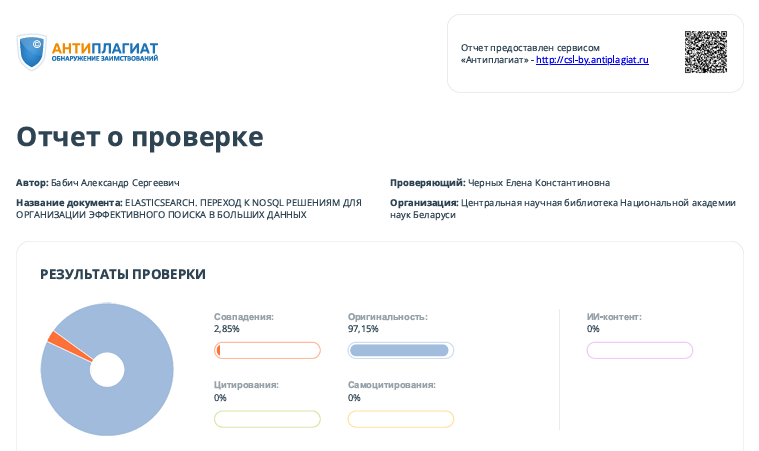 ©
АНТИПЛАГИАТ
ОБНАРУЖЕНИЕ ЗАИМСТВОВАНИЙ
Отчет предоставлен сервисом
«Антиплагиат» - http://csl-by.antiplagiat.ru
Отчет о проверке
Автор: Бабич Александр Сергеевич
Название документа: ELASTICSEARCH. ПЕРЕХОД К NOSQL РЕШЕНИЯМ ДЛЯ
ОРГАНИЗАЦИИ ЭФФЕКТИВНОГО ПОИСКА В БОЛЬШИХ ДАННЫХ
Проверяющий: Черных Елена Константиновна
Организация: Центральная научная библиотека Национальной академии
наук Беларуси
РЕЗУЛЬТАТЫ ПРОВЕРКИ
Совпадения:
2,85%
Оригинальность:
97,15%
ИИ-контент:
0%
Цитирования:
0%
Самоцитирования:
0%